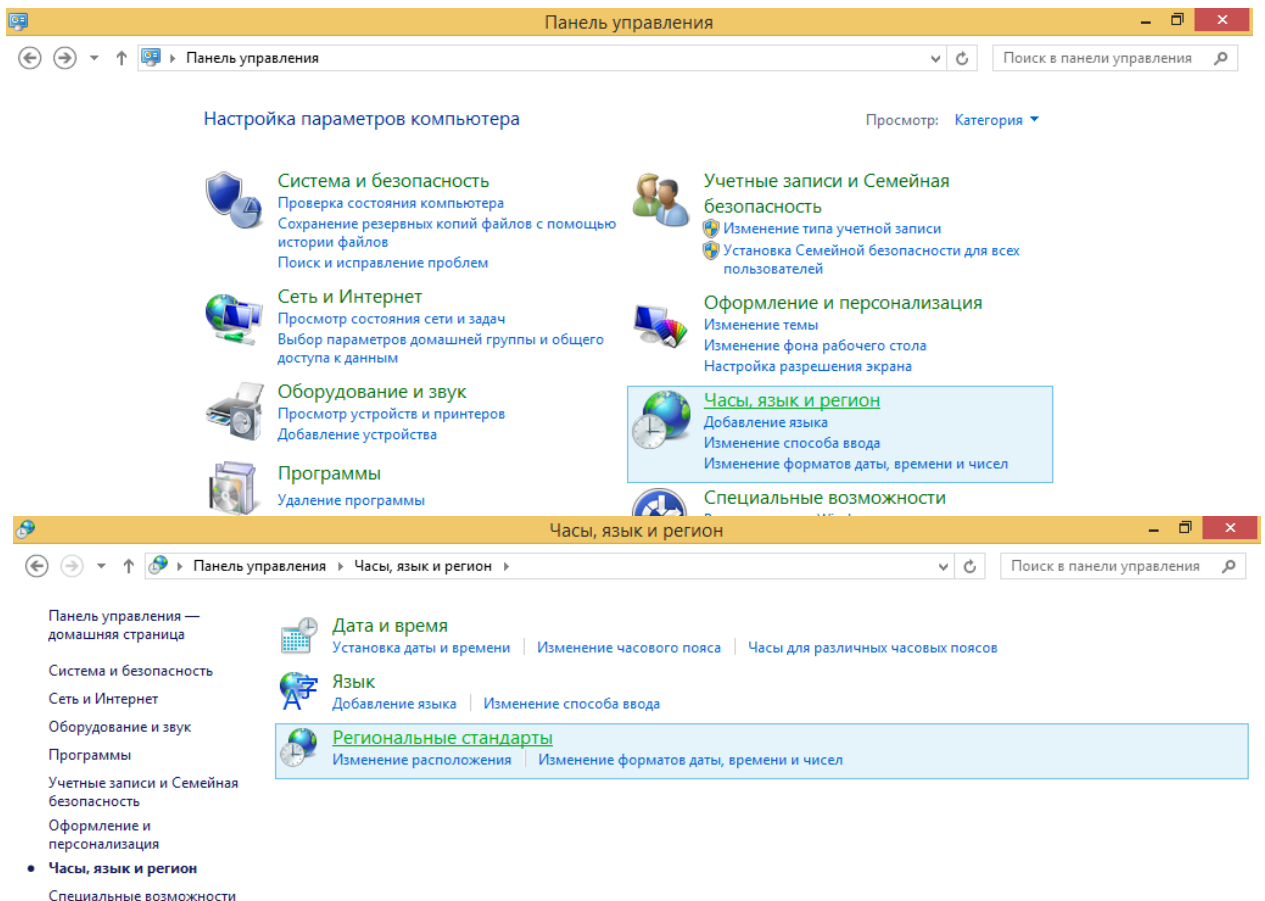 Панель управления
Панель управления
Поиск в панели управления
Настройка параметров компьютера
Просмотр: Категория
Система и безопасность
Проверка состояния компьютера
Сохранение резервных копий файлов с помощью
истории файлов
Поиск и исправление проблем
Сеть и Интернет
Просмотр состояния сети и задач
Выбор параметров домашней группы и общего
доступа к данным
Оборудование и звук
Просмотр устройств и принтеров
Добавление устройства
Программы
Удаление программы
Учетные записи и Семейная
безопасность
Изменение типа учетной записи
Установка Семейной безопасности для всех
пользователей
Оформление и персонализация
Изменение темы
Изменение фона рабочего стола
Настройка разрешения экрана
Часы, язык и регион
Добавление языка
Изменение способа ввода
Изменение форматов даты, времени и чисел
Специальные возможности
Часы, язык и регион
Панель управления Часы, язык и регион
Поиск в панели управления
Панель управления —
домашняя страница
Система и безопасность
Сеть и Интернет
Оборудование и звук
Программы
Учетные записи и Семейная
безопасность
Оформление и
персонализация
Часы, язык и регион
Специальные возможности
Дата и время
Установка даты и времени Изменение часового пояса Часы для различных часовых поясов
Язык
Добавление языка Изменение способа ввода
Региональные стандарты
Изменение расположения Изменение форматов даты, времени и чисел